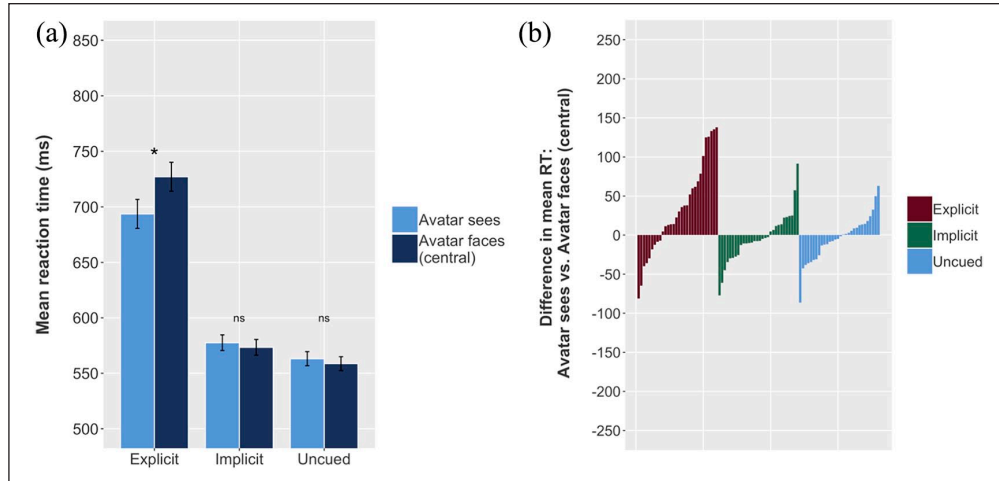 (a)
850
800
750
700
650
600
550
500
Mean reaction time (ms)
*
ns
ns
Explicit
Implicit
Uncued
Avatar sees
Avatar faces
(central)
(b)
250
200
150
100
50
0
-50
-100
-150
-200
-250
Difference in mean RT:
Avatar sees vs. Avatar faces (central)
Explicit
Implicit
Uncued